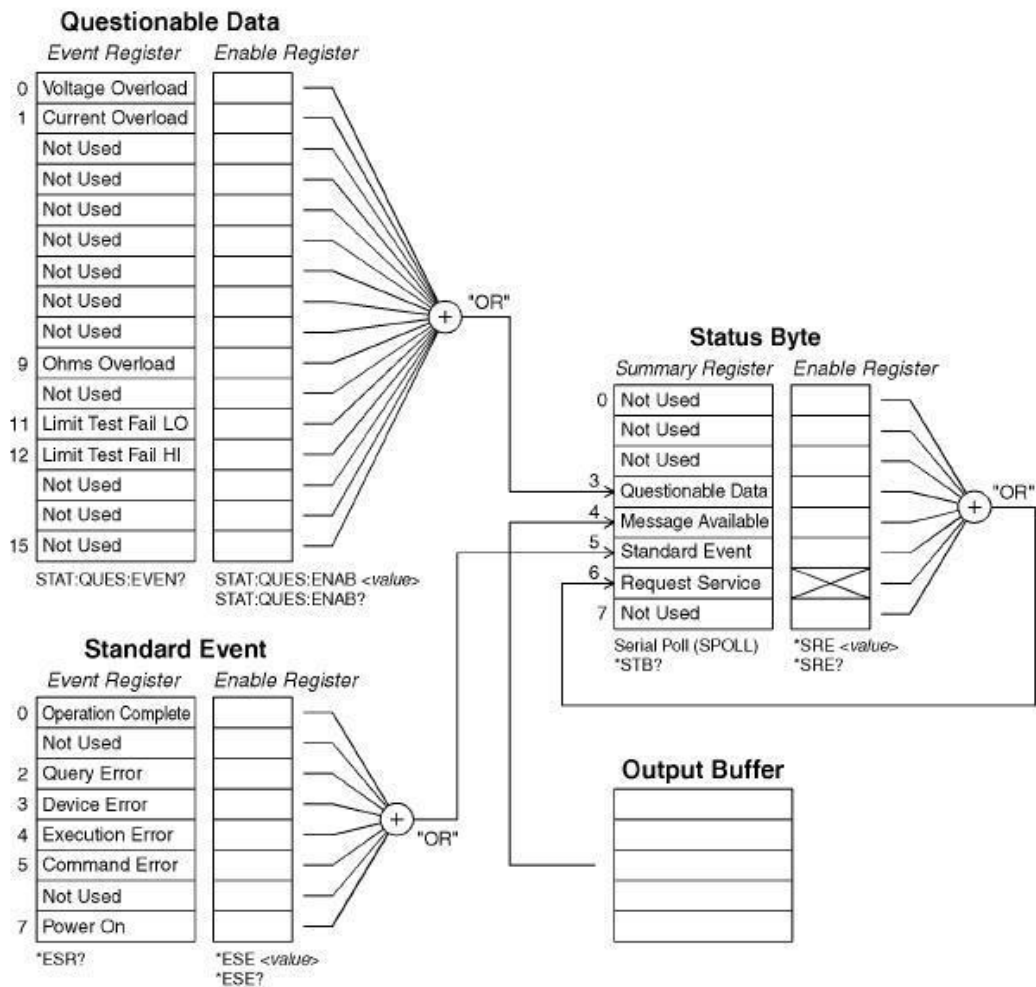 Questionable Data
Event Register Enable Register
0 Voltage Overload
1 Current Overload
Not Used
Not Used
Not Used
Not Used
Not Used
Not Used
Not Used
9 Ohms Overload
Not Used
11 Limit Test Fail LO
12 Limit Test Fail HI
Not Used
Not Used
15 Not Used
"OR"
STAT:QUES:EVEN? STAT:QUES:ENAB <value>
STAT:QUES:ENAB?
Standard Event
Event Register Enable Register
0 Operation Complete
Not Used
2 Query Error
3 Device Error
4 Execution Error
5 Command Error
Not Used
7 Power On
"OR"
*ESR? *ESE <value>
*ESE?
Status Byte
Summary Register Enable Register
0 Not Used
Not Used
Not Used
3 Questionable Data
4 Message Available
5 Standard Event
6 Request Service
7 Not Used
"OR"
Serial Poll (SPOLL) *SRE <value>
*STB? *SRE?
Output Buffer